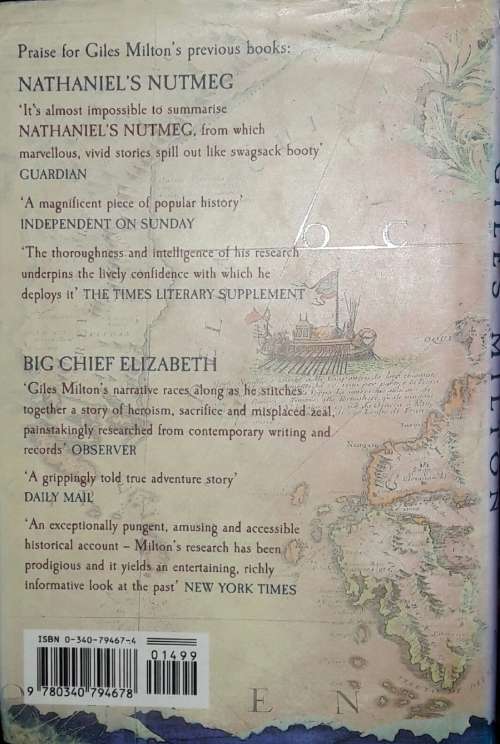 Praise for Giles Milton's previous books:
NATHANIEL'S NUTMEG
'It's almost impossible to summarise
NATHANIEL'S NUTMEG, from which
marvellous, vivid stories spill out like swagsack booty'
GUARDIAN
'A magnificent piece of popular history'
INDEPENDENT ON SUNDAY
'The thoroughness and intelligence of his research
underpins the lively confidence with which he
deploys it' THE TIMES LITERARY SUPPLEMENT
BIG CHIEF ELIZABETH
'Giles Milton's narrative races along as he stitches
together a story of heroism, sacrifice and misplaced zeal,
painstakingly researched from contemporary writing and
records' OBSERVER
'A grippingly told true adventure story'
DAILY MAIL
'An exceptionally pungent, amusing and accessible
historical account – Milton's research has been
prodigious and it yields an entertaining, richly
informative look at the past' NEW YORK TIMES
ISBN 0-340-79467-4
01499
9 780340 794678
O C
E N
GILES MILTON